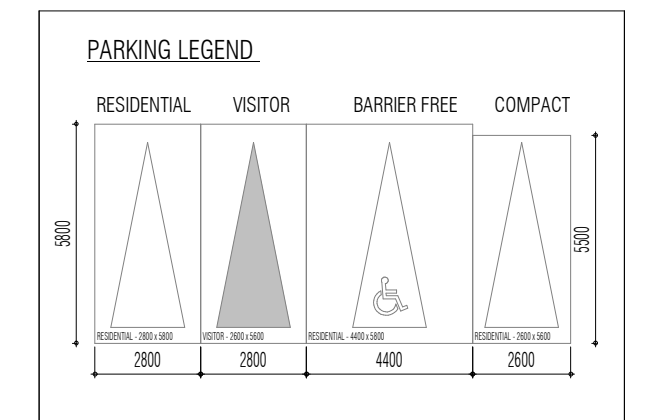 PARKING LEGEND
RESIDENTIAL VISITOR BARRIER FREE COMPACT
5800
5500
RESIDENTIAL - 2800 x 5800 VISITOR - 2600 x 5600 RESIDENTIAL - 4400 x 5800 RESIDENTIAL - 2600 x 5600
2800 2800 4400 2600